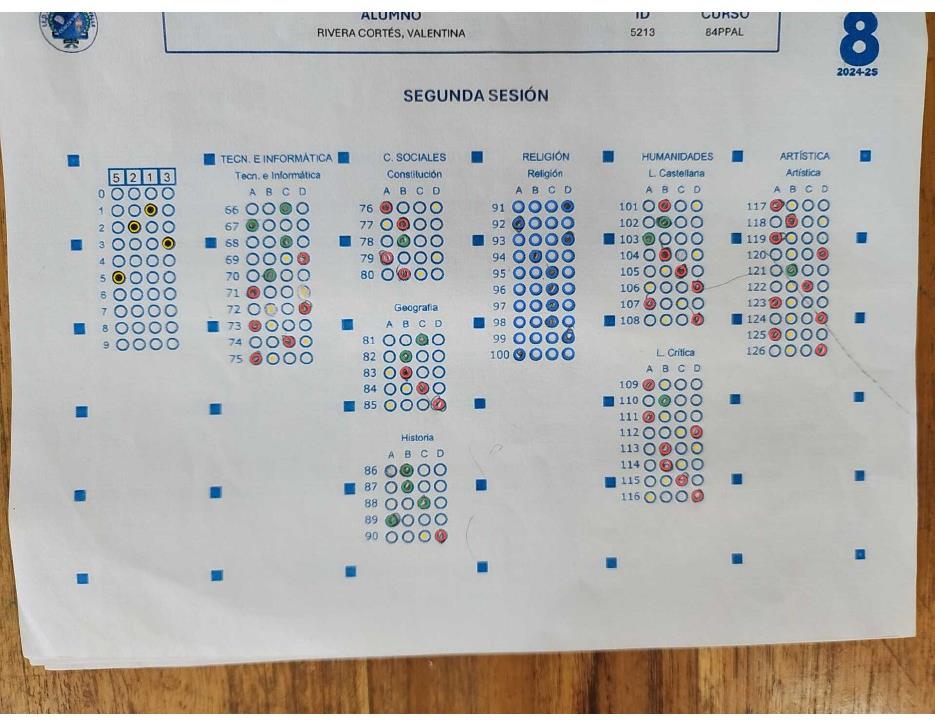 ALUMNO
ID
CURSO
RIVERA CORTÉS, VALENTINA
5213
84PPAL
8
2024-25
SEGUNDA SESIÓN
5 2 1 3
0
1
2
3
4
5
6
7
8
9
TECN. E INFORMÁTICA
Tecn. e Informática
A B C D
66
67
68
69
70
71
72
73
74
75
C. SOCIALES
Constitución
A B C D
76
77
78
79
80
Geografia
A B C D
81
82
83
84
85
Historia
A B C D
86
87
88
89
90
RELIGIÓN
Religión
A B C D
91
92
93
94
95
96
97
98
99
100
HUMANIDADES
L. Castellana
A B C D
101
102
103
104
105
106
107
108
L. Crítica
A B C D
109
110
111
112
113
114
115
116
ARTÍSTICA
Artística
A B C D
117
118
119
120
121
122
123
124
125
126